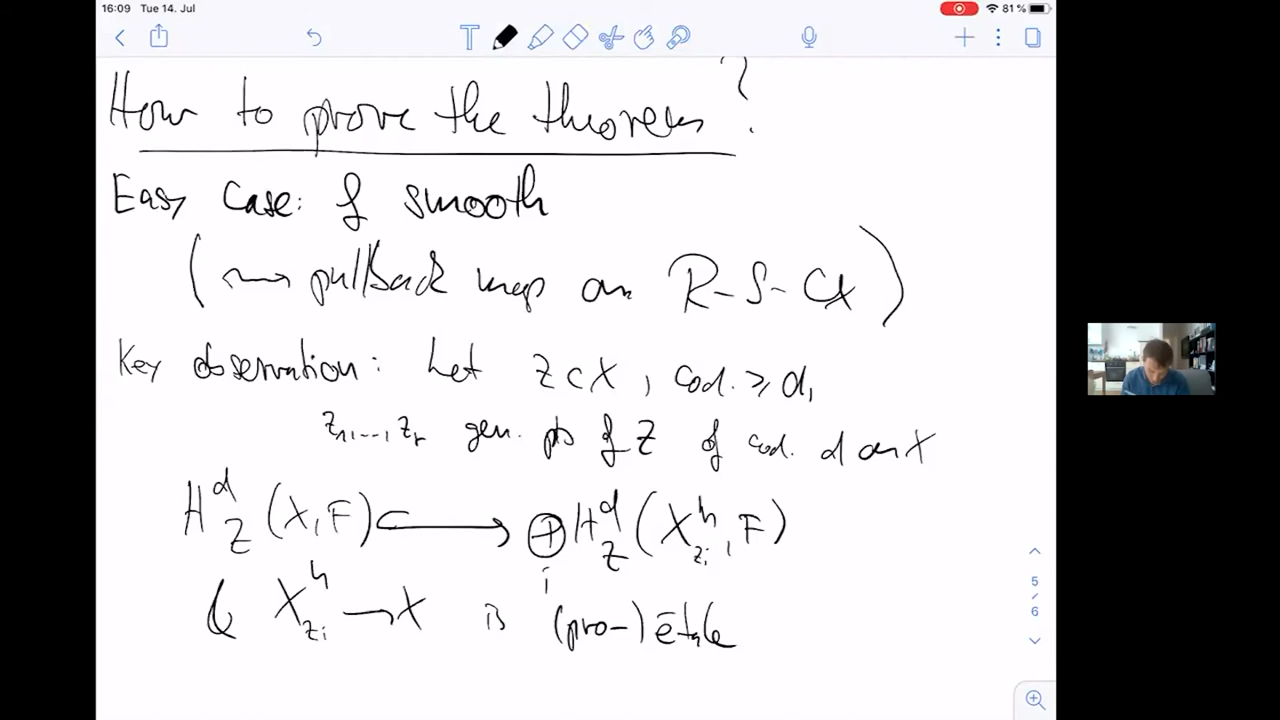 16:09 Tue 14. Jul
81 %
How to prove the theorem?
Easy Case: f smooth
(⇝ pullback map on R-S-Cx)
Key observation: Let Z ⊂ X, cod. ≥ d,
z₁,...,zᵣ gen. pts of Z of cod. d on X
H^d_Z (X, F) ↪ ⊕_i H^d_Z (X^h_{z_i}, F)
& X^h_{z_i} → X is (pro-) étale
5
/
6